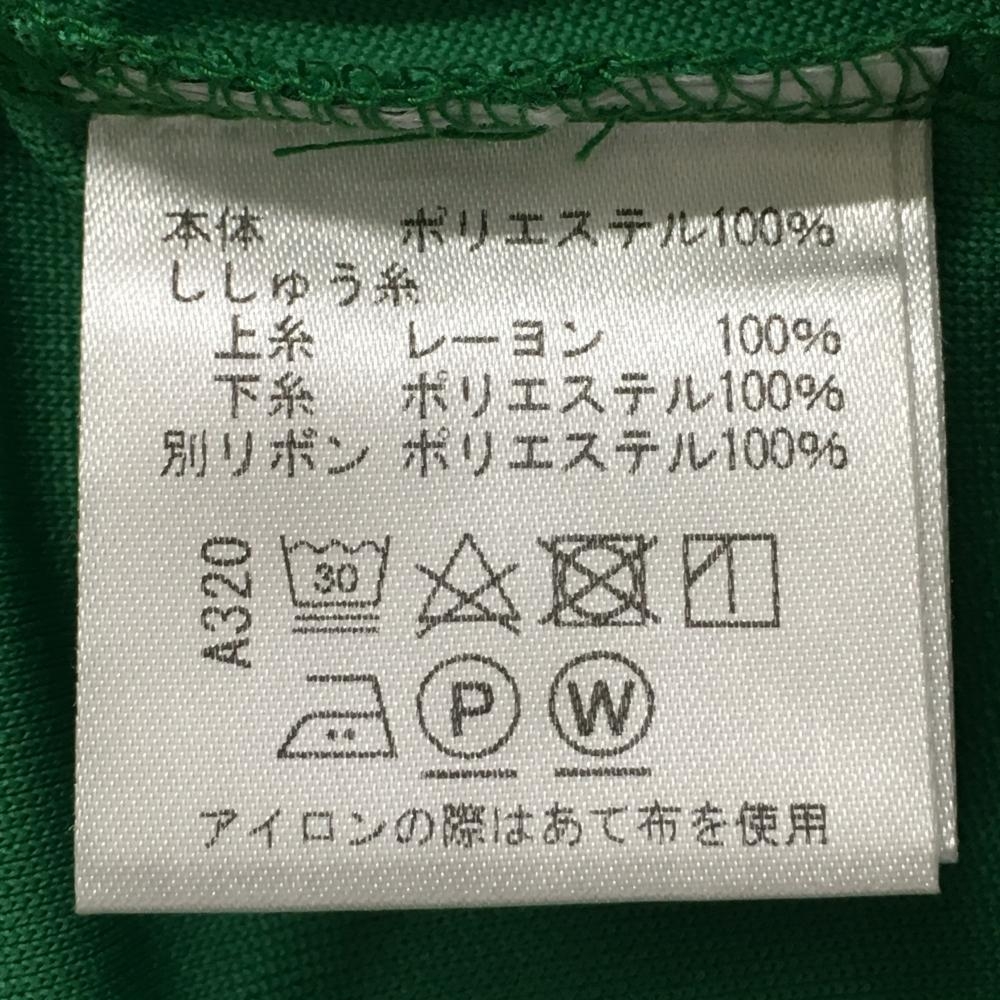 本体 ポリエステル100%
ししゅう糸
上糸 レーヨン 100%
下糸 ポリエステル100%
別リボン ポリエステル100%
A320
30
P W
アイロンの際はあて布を使用